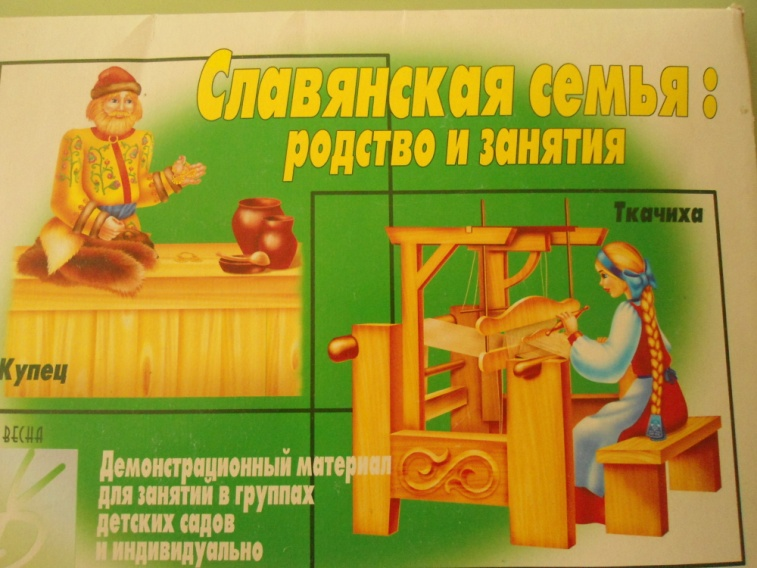 Славянская семья:
родство и занятия
Ткачиха
Купец
ВЕСНА
Демонстрационный материал
для занятий в группах
детских садов
и индивидуально